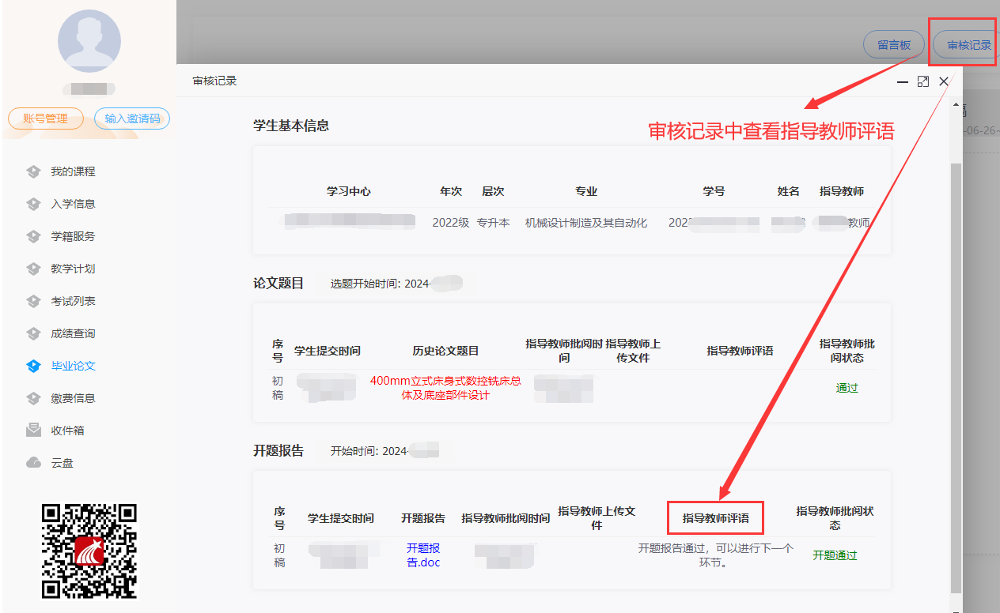 留言板
审核记录
审核记录
审核记录中查看指导教师评语
账号管理
输入邀请码
我的课程
入学信息
学籍服务
教学计划
考试列表
成绩查询
毕业论文
缴费信息
收件箱
云盘
学生基本信息
学习中心 年次 层次 专业 学号 姓名 指导教师
2022级 专升本 机械设计制造及其自动化 202 教师
论文题目 选题开始时间: 2024-
序号 学生提交时间 历史论文题目 指导教师批阅时间 指导教师上传文件 指导教师评语 指导教师批阅状态
初稿 400mm立式床身式数控铣床总体及底座部件设计 通过
开题报告 开始时间: 2024-
序号 学生提交时间 开题报告 指导教师批阅时间 指导教师上传文件 指导教师评语 指导教师批阅状态
初稿 开题报告.doc 开题报告通过，可以进行下一个环节。 开题通过
-06-26